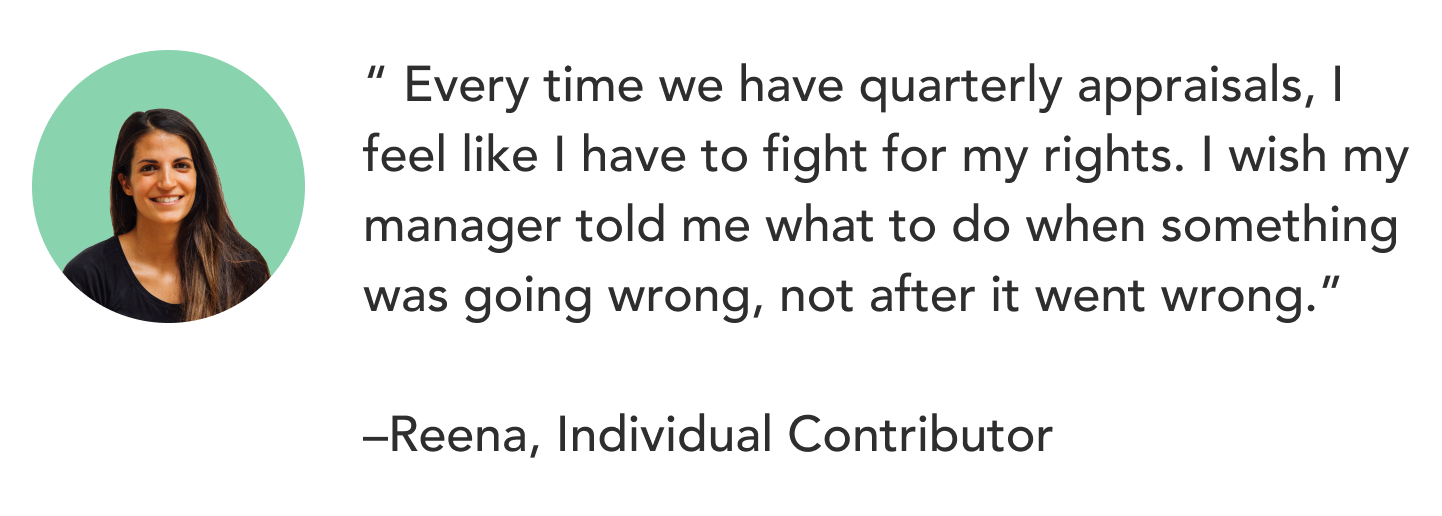 “ Every time we have quarterly appraisals, I
feel like I have to fight for my rights. I wish my
manager told me what to do when something
was going wrong, not after it went wrong.”
–Reena, Individual Contributor